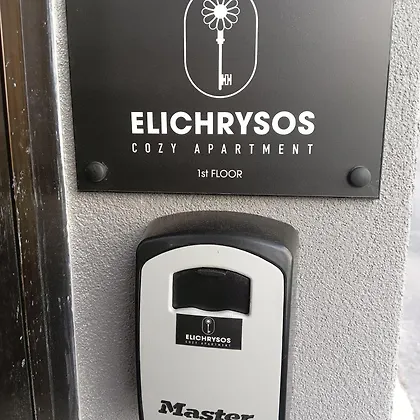 ELICHRYSOS
COZY APARTMENT
1st FLOOR
ELICHRYSOS
COZY APARTMENT
Master